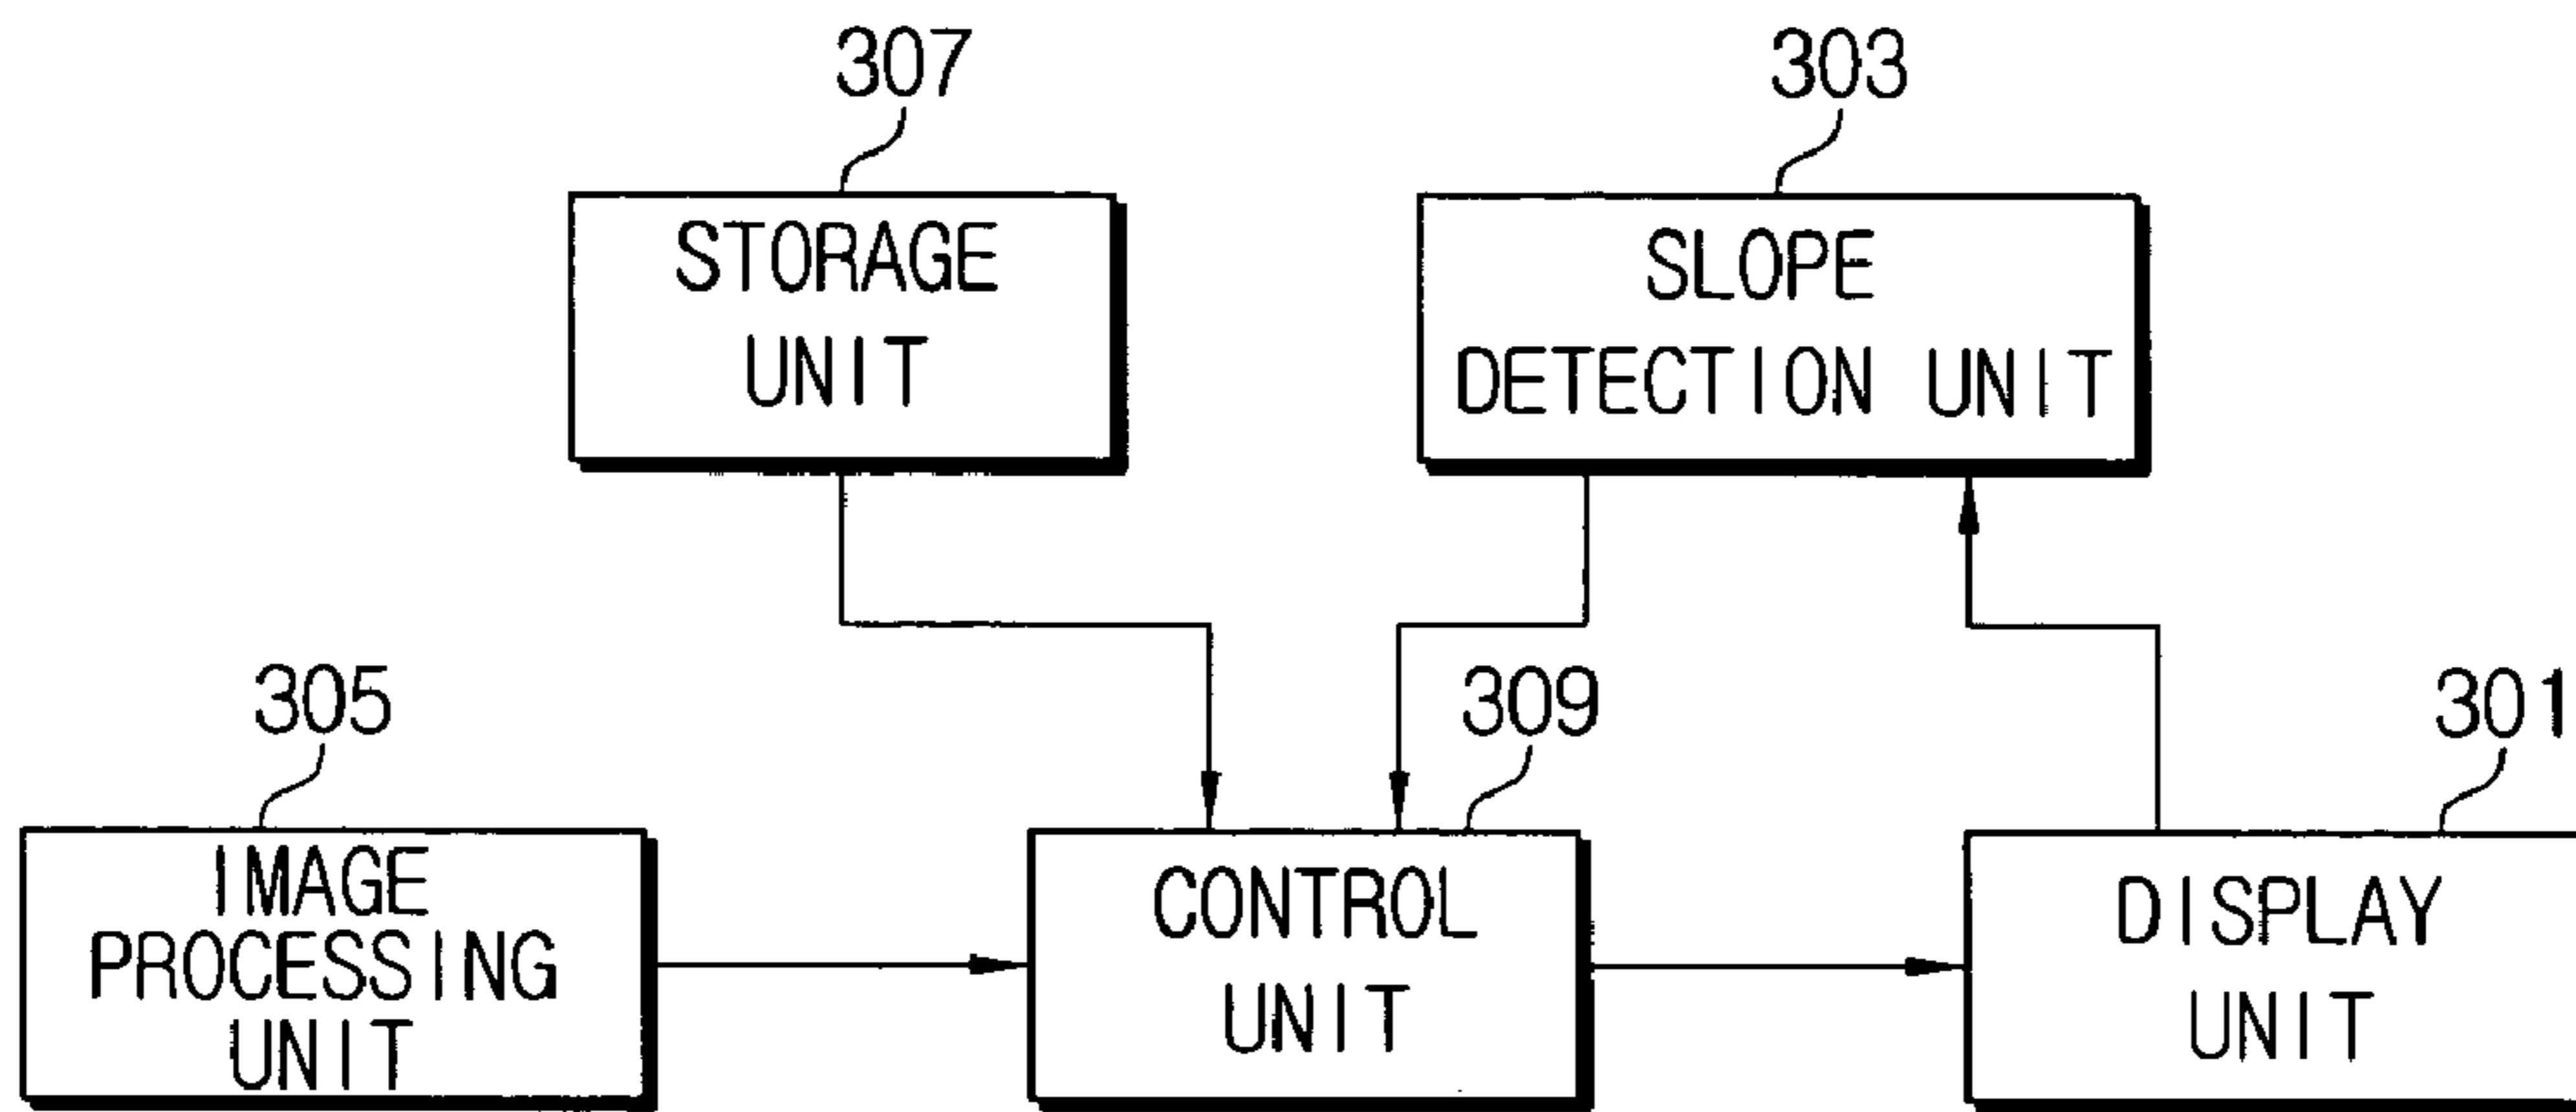 307
303
STORAGE
UNIT
SLOPE
DETECTION UNIT
305
309
301
IMAGE
PROCESSING
UNIT
CONTROL
UNIT
DISPLAY
UNIT